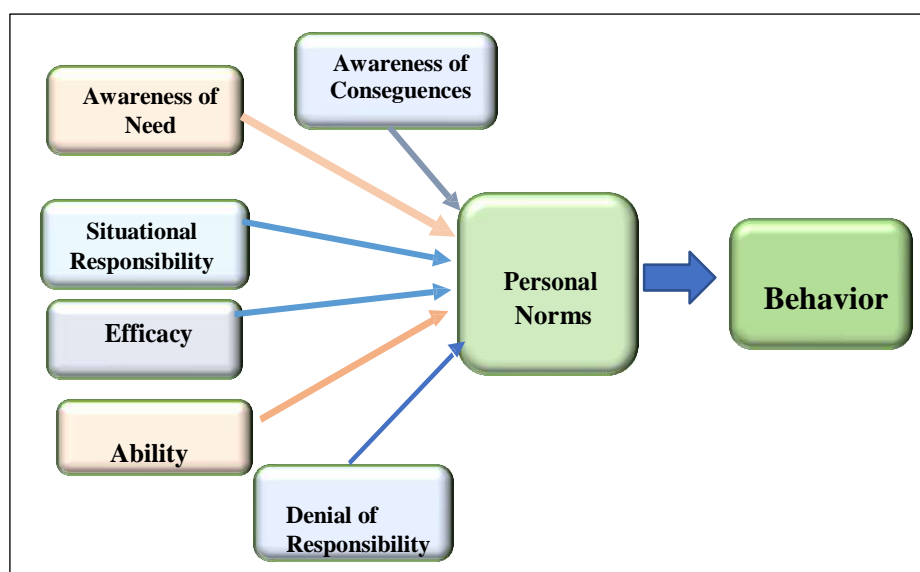 Awareness of
Conseguences
Awareness of
Need
Situational
Responsibility
Efficacy
Ability
Denial of
Responsibility
Personal
Norms
Behavior